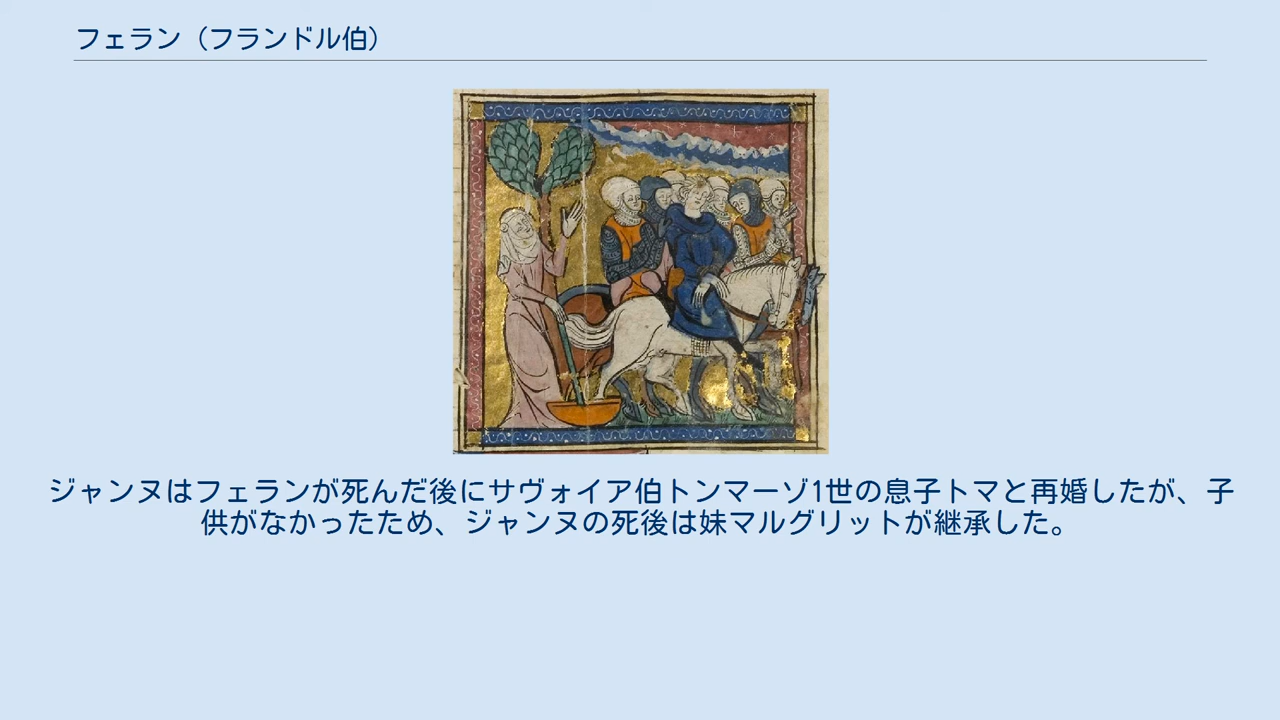 フェラン（フランドル伯）
ジャンヌはフェランが死んだ後にサヴォイア伯トンマーゾ1世の息子トマと再婚したが、子
供がなかったため、ジャンヌの死後は妹マルグリットが継承した。